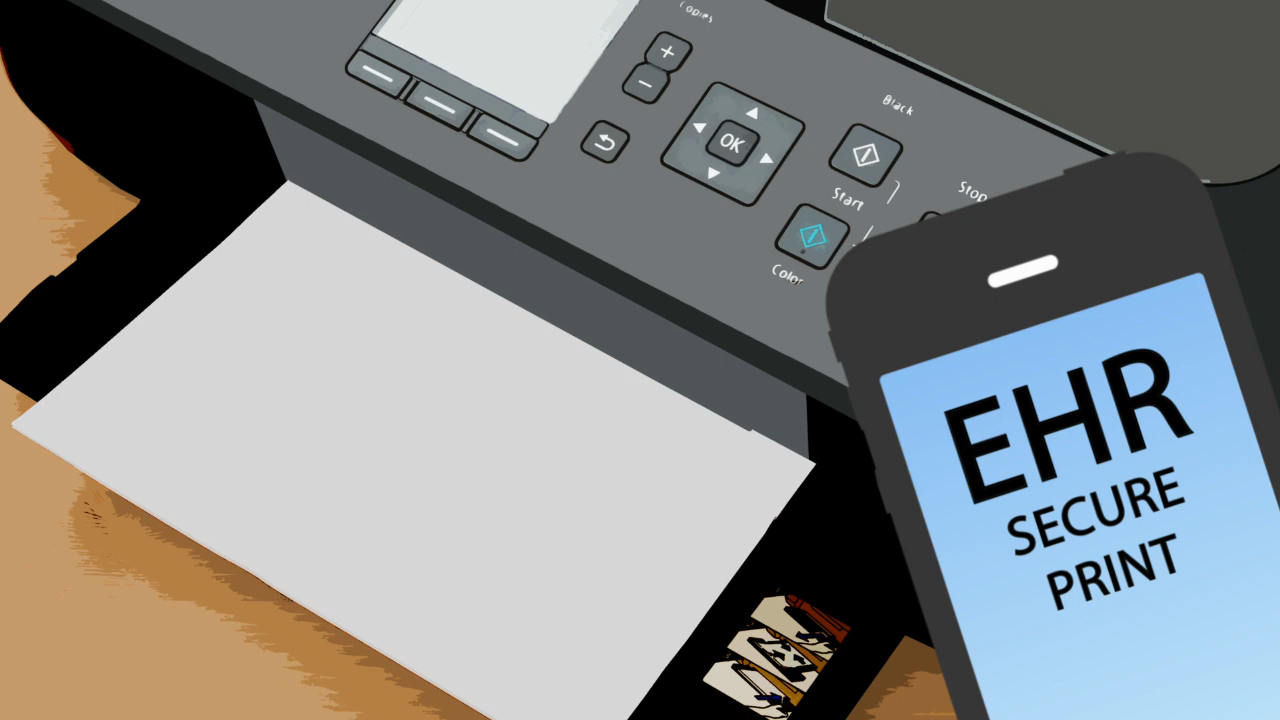 Copies
+
-
OK
Black
Start
Stop
Color
EHR
SECURE
PRINT